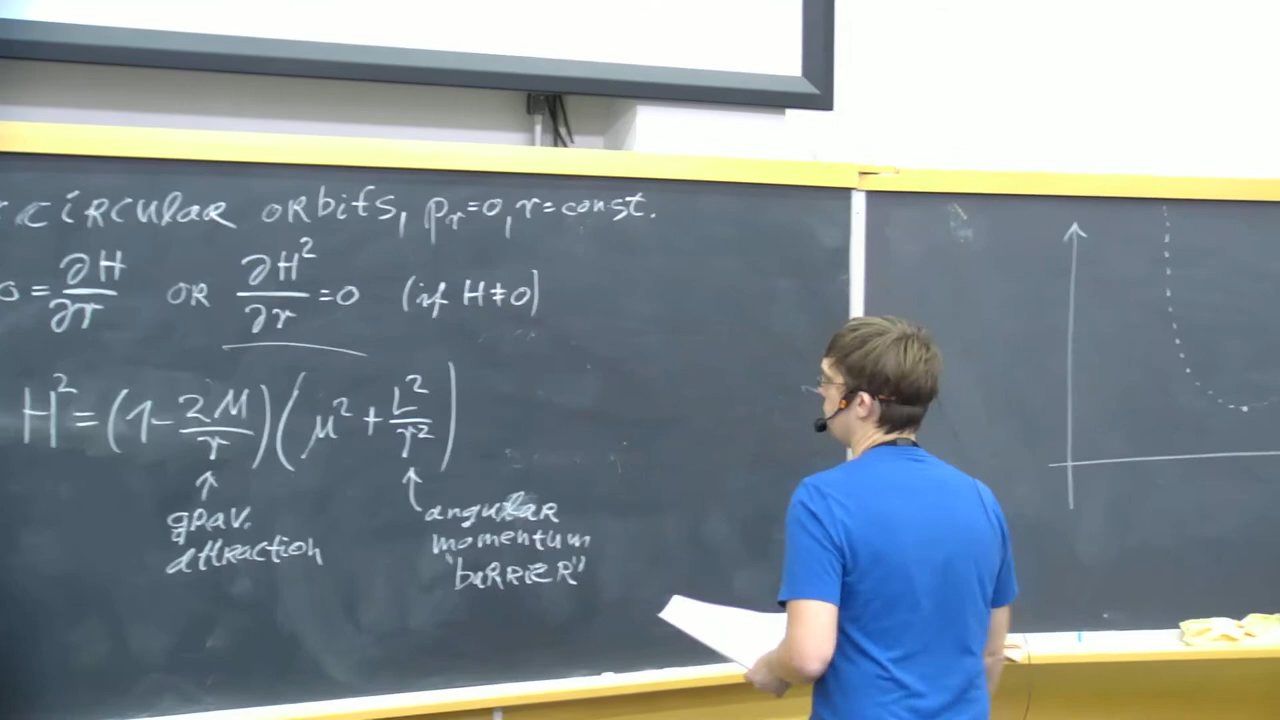 circular orbits, p_r=0, r=const.
0 = ∂H/∂r OR ∂H²/∂r = 0 (if H≠0)
H² = (1 - 2M/r)(μ² + L²/r²)
↑ grav. attraction
↑ angular momentum "barrier"